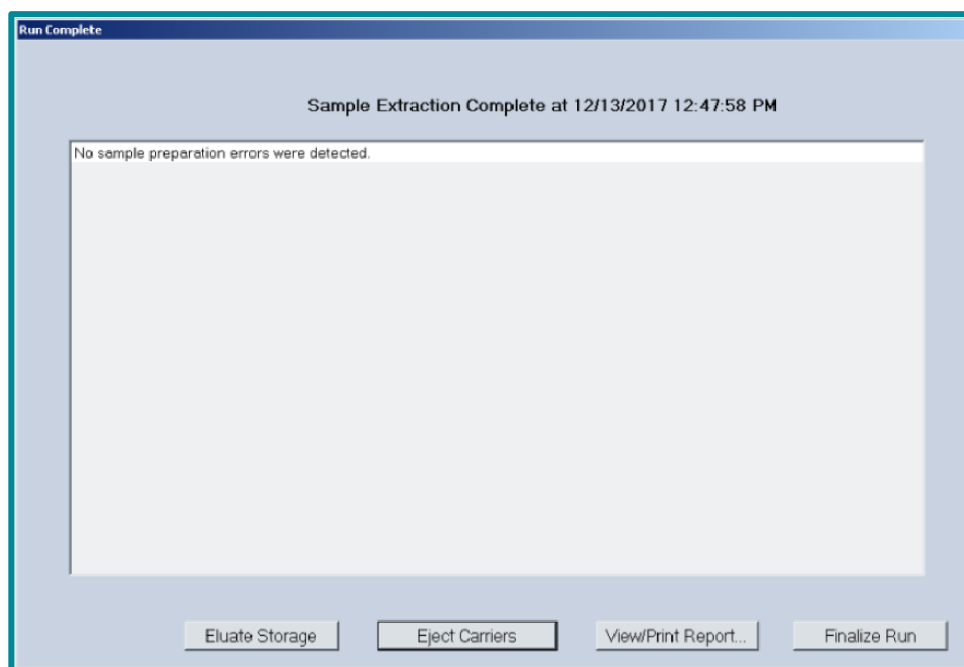 Run Complete
Sample Extraction Complete at 12/13/2017 12:47:58 PM
No sample preparation errors were detected.
Eluate Storage
Eject Carriers
View/Print Report...
Finalize Run